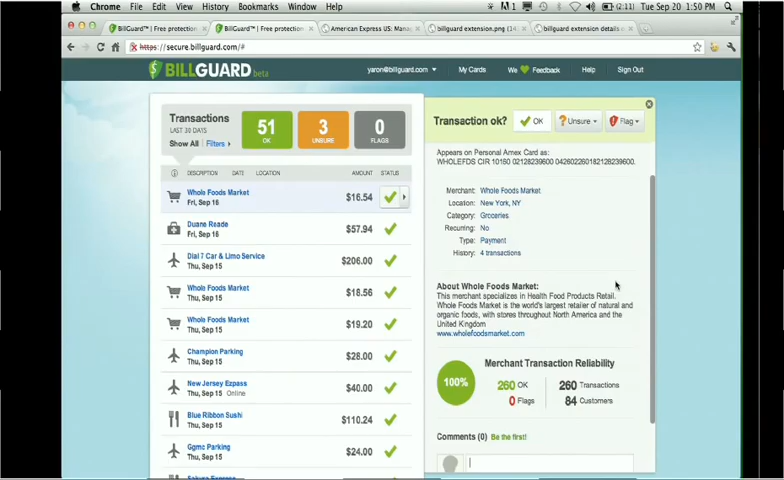 Chrome File Edit View History Bookmarks Window Help
(2:11) Tue Sep 20 1:50 PM
BillGuard™ | Free protection
BillGuard™ | Free protection
American Express US: Mana
billguard extension.png (14
billguard extension details
https://secure.billguard.com/#
BILLGUARD beta
yaron@billguard.com
My Cards
We Feedback
Help
Sign Out
Transactions
LAST 30 DAYS
Show All Filters
51
OK
3
UNSURE
0
FLAGS
DESCRIPTION DATE LOCATION AMOUNT STATUS
Whole Foods Market
Fri, Sep 16
$16.54
Duane Reade
Fri, Sep 16
$57.94
Dial 7 Car & Limo Service
Thu, Sep 15
$206.00
Whole Foods Market
Thu, Sep 15
$18.56
Whole Foods Market
Thu, Sep 15
$19.20
Champion Parking
Thu, Sep 15
$28.00
New Jersey Ezpass
Thu, Sep 15 Online
$40.00
Blue Ribbon Sushi
Thu, Sep 15
$110.24
Ggmc Parking
Thu, Sep 15
$24.00
Transaction ok?
OK
Unsure
Flag
Appears on Personal Amex Card as:
WHOLEFDS CIR 10160 02128239600 042602260182128239600.
Merchant: Whole Foods Market
Location: New York, NY
Category: Groceries
Recurring: No
Type: Payment
History: 4 transactions
About Whole Foods Market:
This merchant specializes in Health Food Products Retail.
Whole Foods Market is the world's largest retailer of natural and
organic foods, with stores throughout North America and the
United Kingdom
www.wholefoodsmarket.com
Merchant Transaction Reliability
100%
260 OK
0 Flags
260 Transactions
84 Customers
Comments (0) Be the first!